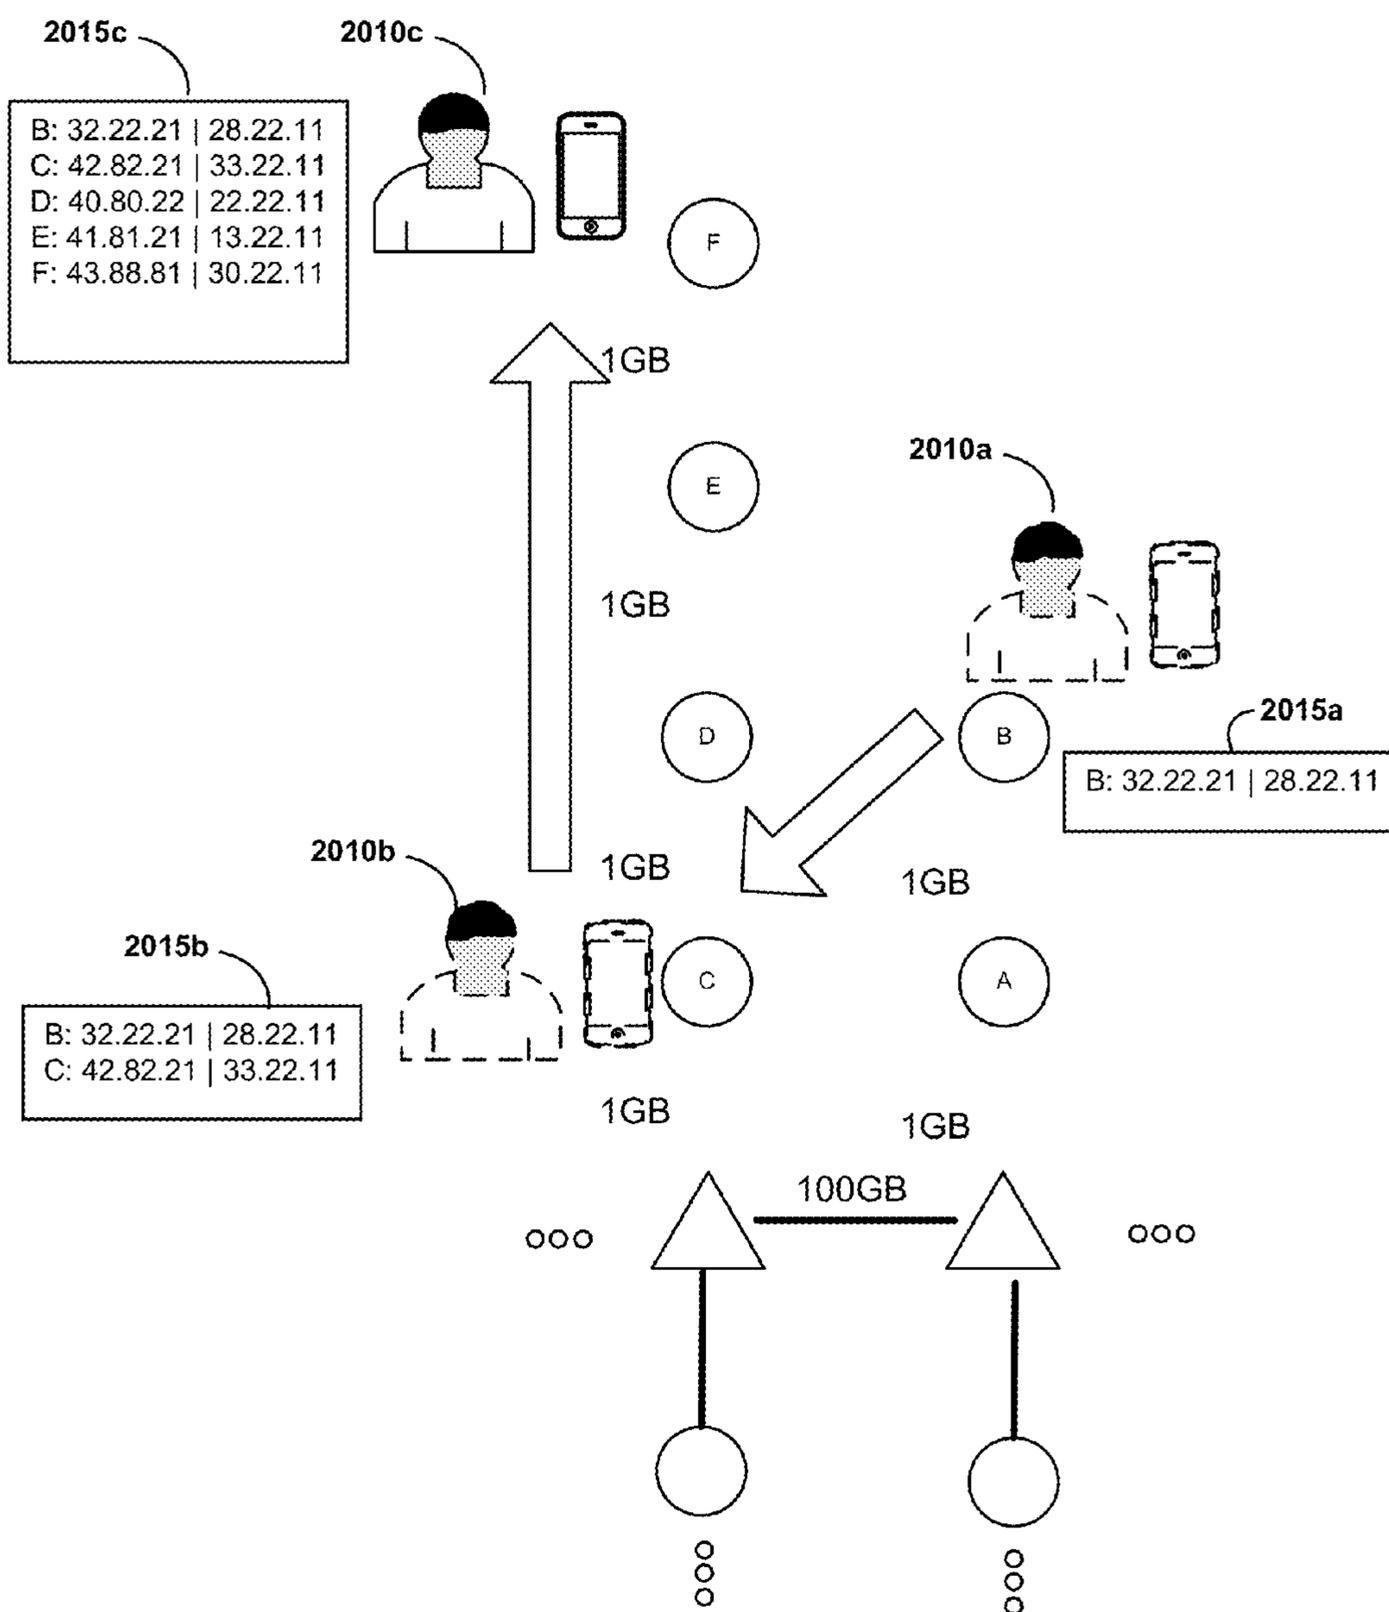 2015c
2010c
B: 32.22.21 | 28.22.11
C: 42.82.21 | 33.22.11
D: 40.80.22 | 22.22.11
E: 41.81.21 | 13.22.11
F: 43.88.81 | 30.22.11
F
1GB
2010a
E
1GB
2015a
D
B
B: 32.22.21 | 28.22.11
2010b
1GB
1GB
2015b
C
A
B: 32.22.21 | 28.22.11
C: 42.82.21 | 33.22.11
1GB
1GB
100GB